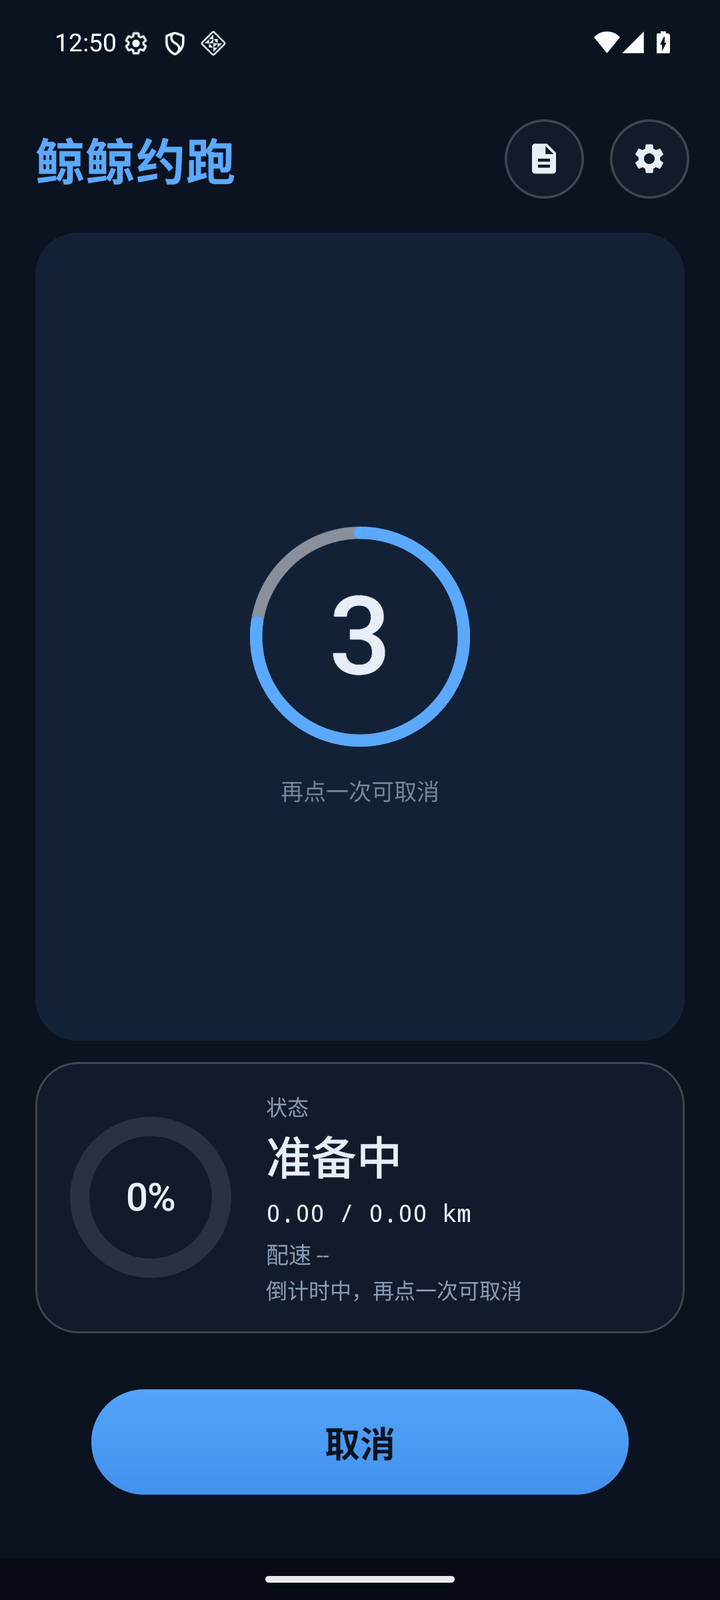 12:50
鲸鲸约跑
3
再点一次可取消
状态
准备中
0%
0.00 / 0.00 km
配速 --
倒计时中，再点一次可取消
取消